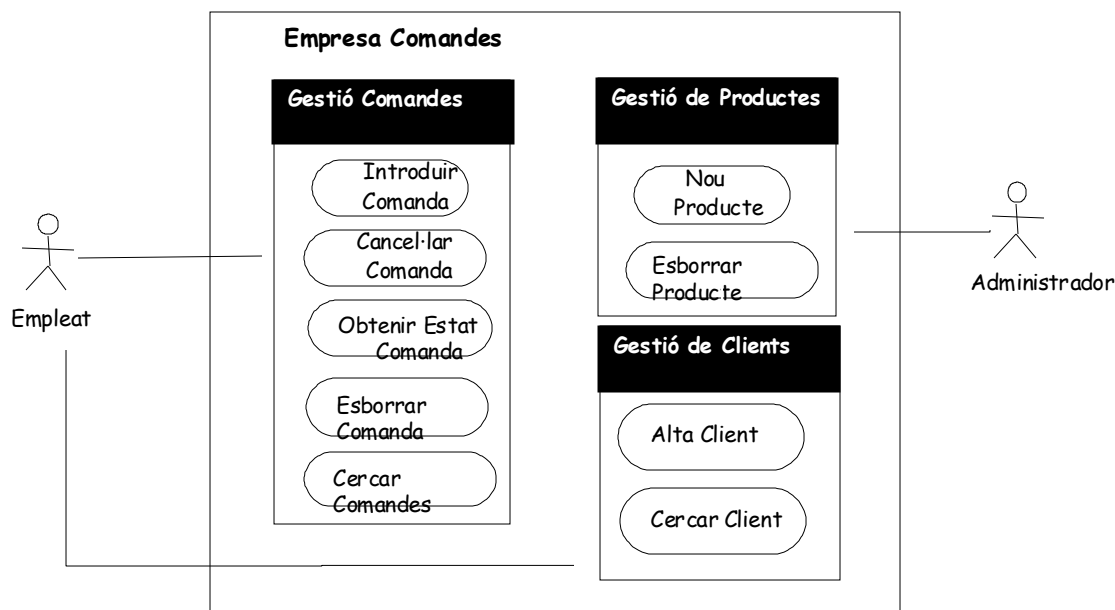 Empresa Comandes
Gestió Comandes
Introduir
Comanda
Cancel·lar
Comanda
Obtenir Estat
Comanda
Esborrar
Comanda
Cercar
Comandes
Gestió de Productes
Nou
Producte
Esborrar
Producte
Gestió de Clients
Alta Client
Cercar Client
Empleat
Administrador